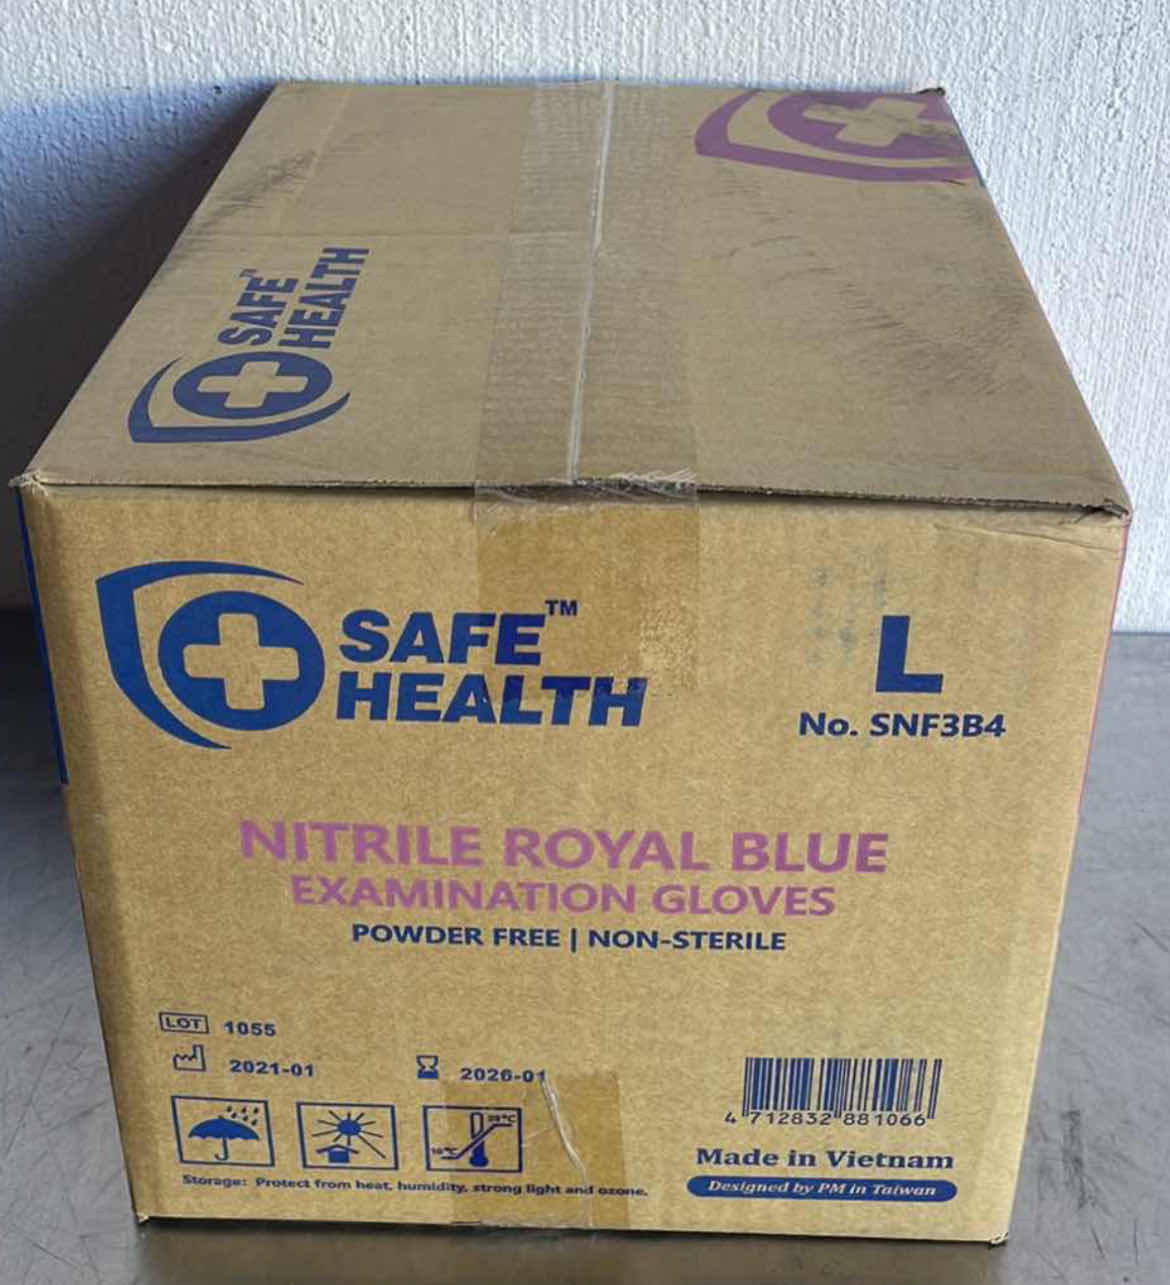 SAFE™
HEALTH
SAFE™
HEALTH
L
No. SNF3B4
NITRILE ROYAL BLUE
EXAMINATION GLOVES
POWDER FREE | NON-STERILE
LOT 1055
2021-01 2026-01
10°C
4 712832 881066
Made in Vietnam
Designed by PM in Taiwan
Storage: Protect from heat, humidity, strong light and ozone.